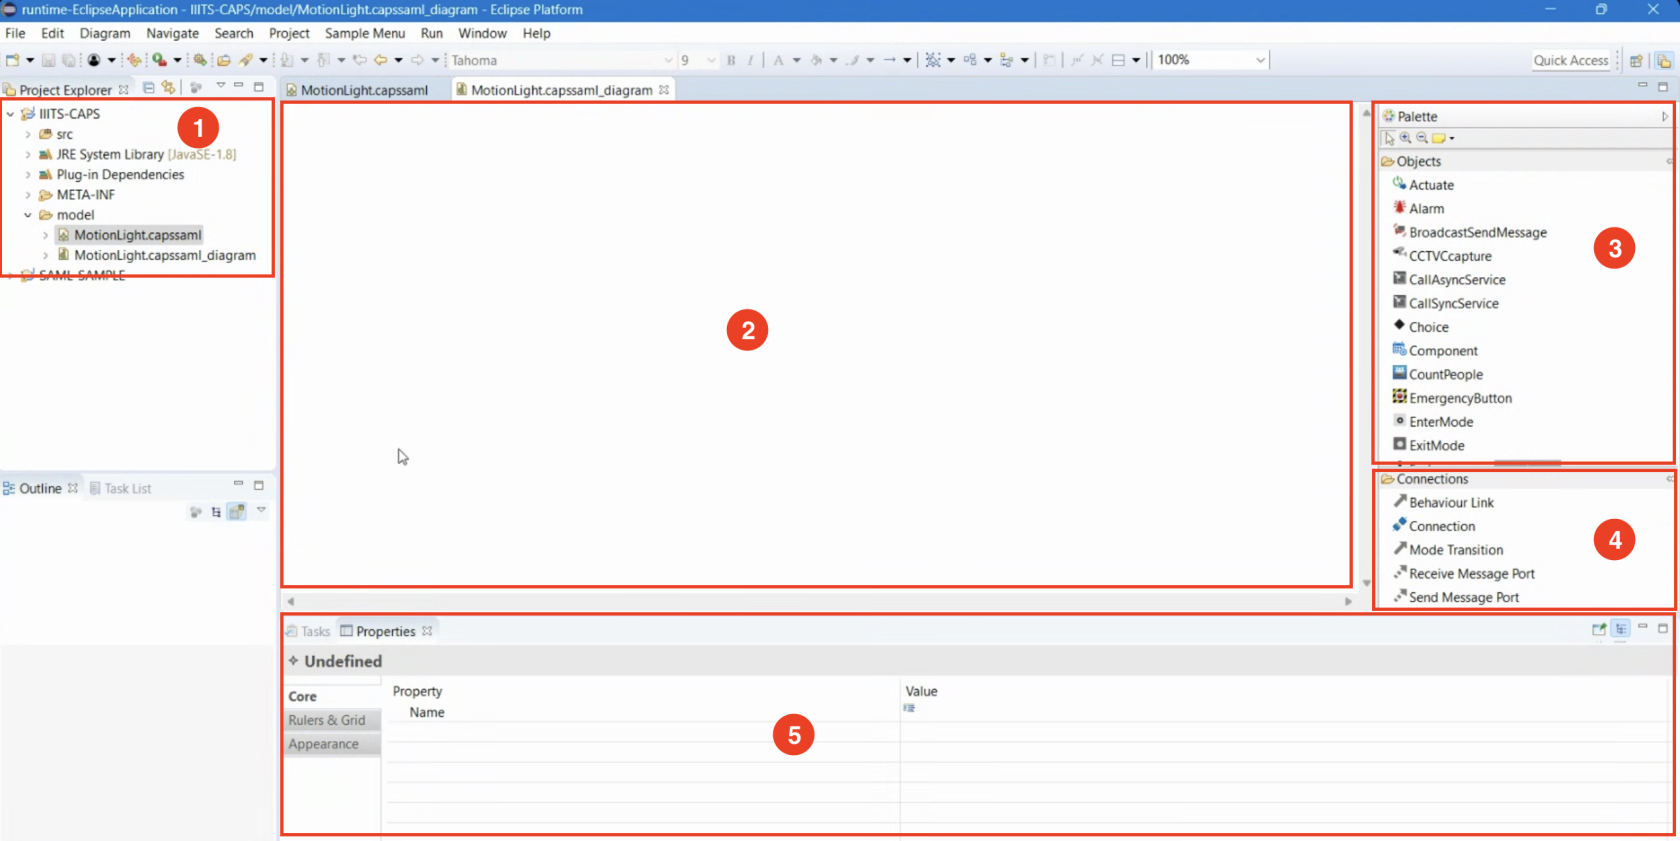 runtime-EclipseApplication - IIITS-CAPS/model/MotionLight.capssaml_diagram - Eclipse Platform
File Edit Diagram Navigate Search Project Sample Menu Run Window Help
Tahoma 9 B I A 100% Quick Access
Project Explorer
IIITS-CAPS
src
JRE System Library [JavaSE-1.8]
Plug-in Dependencies
META-INF
model
MotionLight.capssaml
MotionLight.capssaml_diagram
SAML-SAMPLE
1
Outline Task List
MotionLight.capssaml MotionLight.capssaml_diagram
2
Palette
Objects
Actuate
Alarm
BroadcastSendMessage
CCTVCcapture
CallAsyncService
CallSyncService
Choice
Component
CountPeople
EmergencyButton
EnterMode
ExitMode
3
Connections
Behaviour Link
Connection
Mode Transition
Receive Message Port
Send Message Port
4
Tasks Properties
Undefined
Core
Rulers & Grid
Appearance
Property Value
Name
5